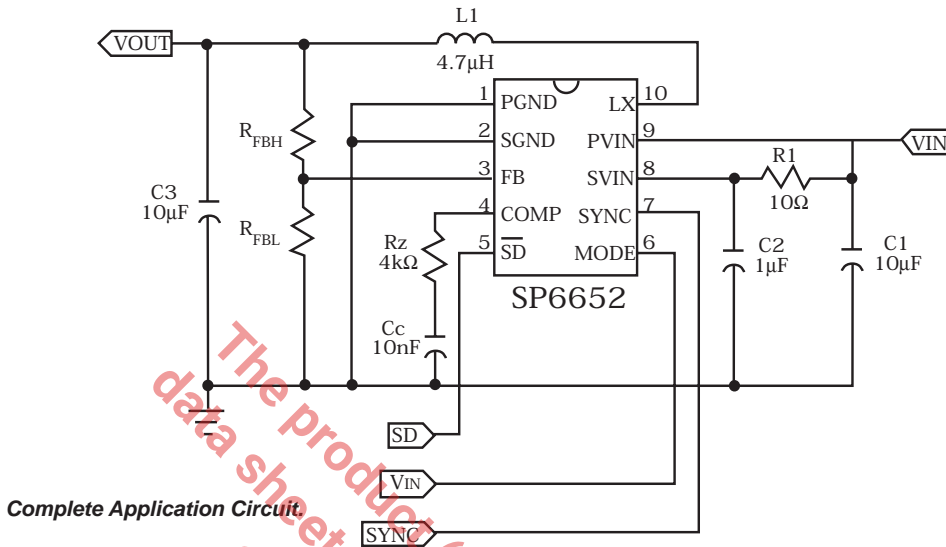 L1
VOUT
4.7µH
1 PGND LX 10
2 SGND PVIN 9
VIN
R1
RFBH
3 FB SVIN 8
10Ω
C3
10µF
4 COMP SYNC 7
RFBL
Rz
4kΩ
5 SD MODE 6
C2
1µF
C1
10µF
SP6652
Cc
10nF
The product
data sheet
SD
VIN
Complete Application Circuit.
SYNC